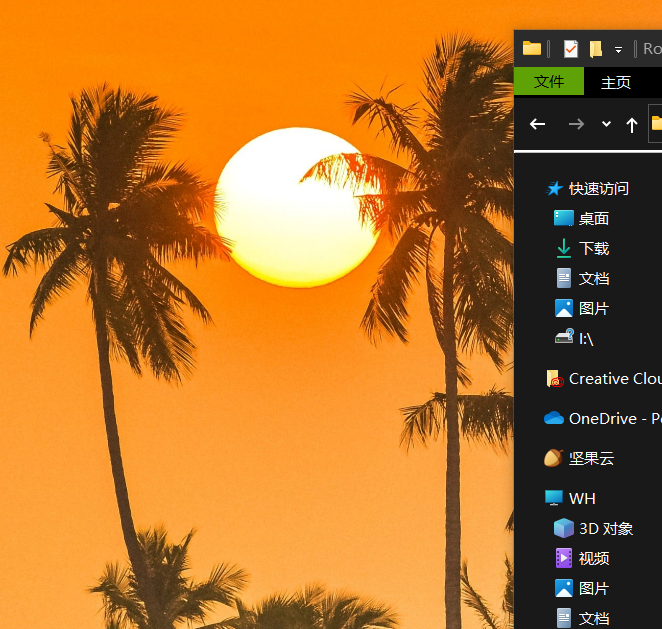 Ro
文件 主页
快速访问
桌面
下载
文档
图片
I:\
Creative Clou
OneDrive - Pe
坚果云
WH
3D 对象
视频
图片
文档